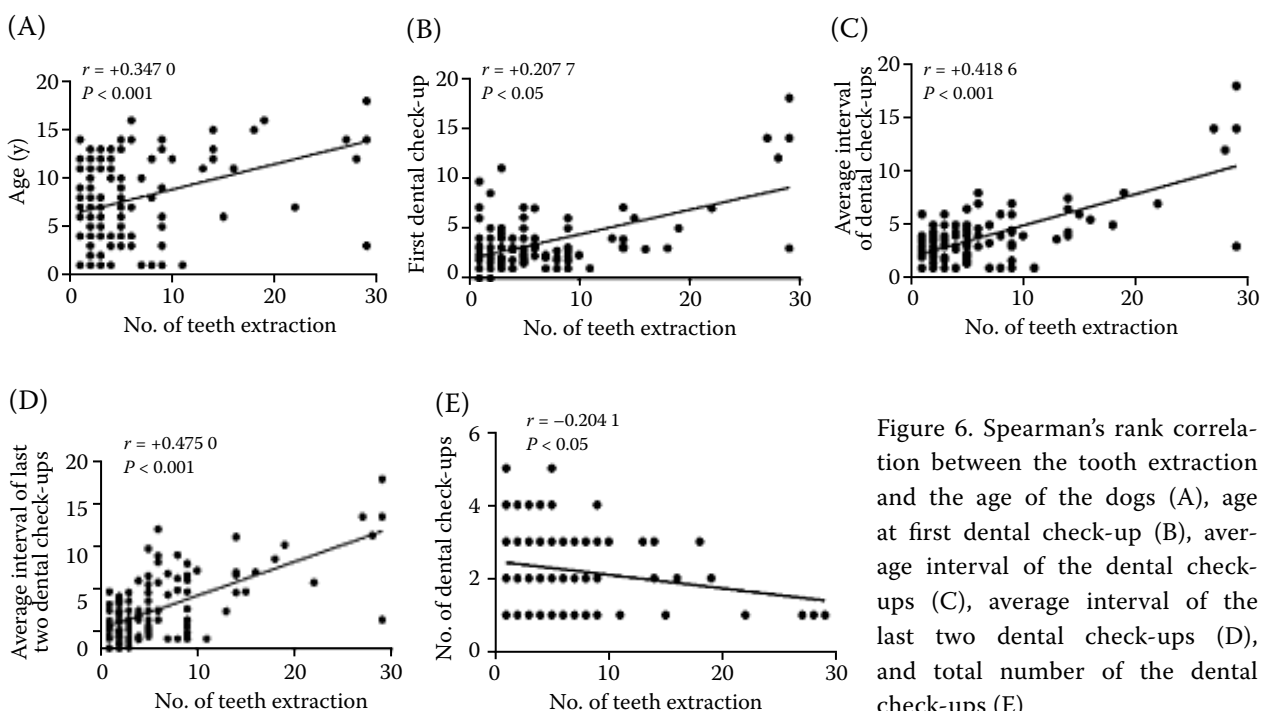 (A)
r = +0.347 0
P < 0.001
20
15
10
5
0
Age (y)
0 10 20 30
No. of teeth extraction
(B)
r = +0.207 7
P < 0.05
20
15
10
5
0
First dental check-up
0 10 20 30
No. of teeth extraction
(C)
r = +0.418 6
P < 0.001
20
15
10
5
0
Average interval
of dental check-ups
0 10 20 30
No. of teeth extraction
(D)
r = +0.475 0
P < 0.001
20
15
10
5
0
Average interval of last
two dental check-ups
0 10 20 30
No. of teeth extraction
(E)
r = −0.204 1
P < 0.05
6
4
2
0
No. of dental check-ups
0 10 20 30
No. of teeth extraction
Figure 6. Spearman’s rank correla-
tion between the tooth extraction
and the age of the dogs (A), age
at first dental check-up (B), aver-
age interval of the dental check-
ups (C), average interval of the
last two dental check-ups (D),
and total number of the dental
check-ups (E)